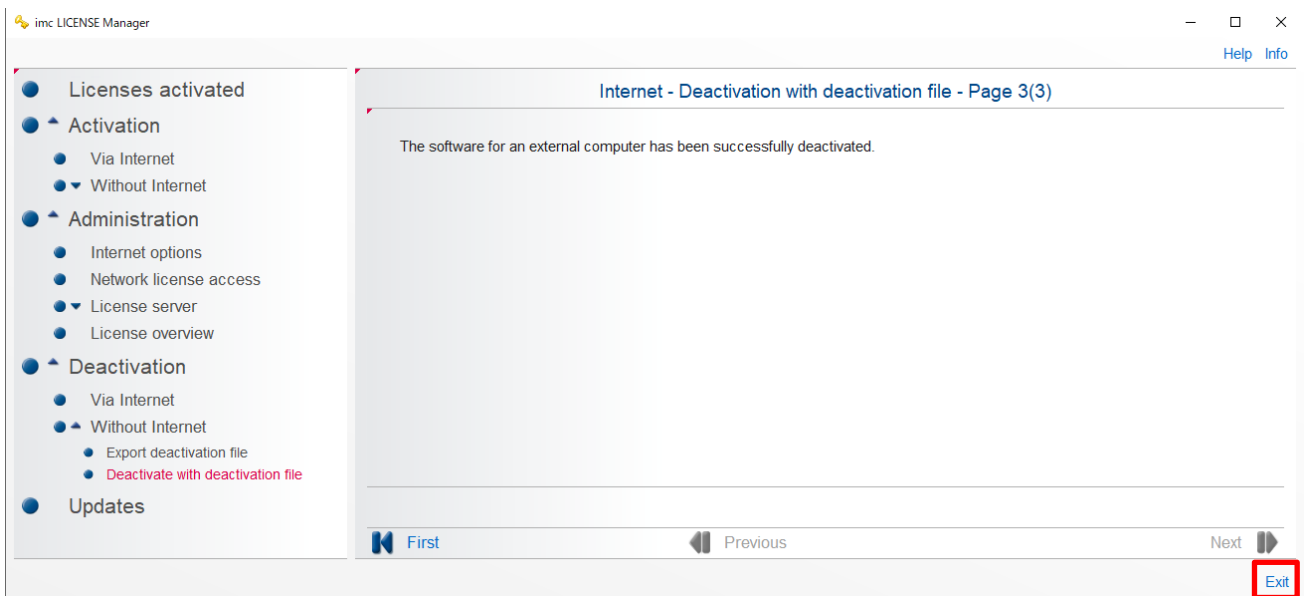 imc LICENSE Manager
Help Info
Licenses activated
Activation
Via Internet
Without Internet
Administration
Internet options
Network license access
License server
License overview
Deactivation
Via Internet
Without Internet
Export deactivation file
Deactivate with deactivation file
Updates
Internet - Deactivation with deactivation file - Page 3(3)
The software for an external computer has been successfully deactivated.
First Previous Next
Exit